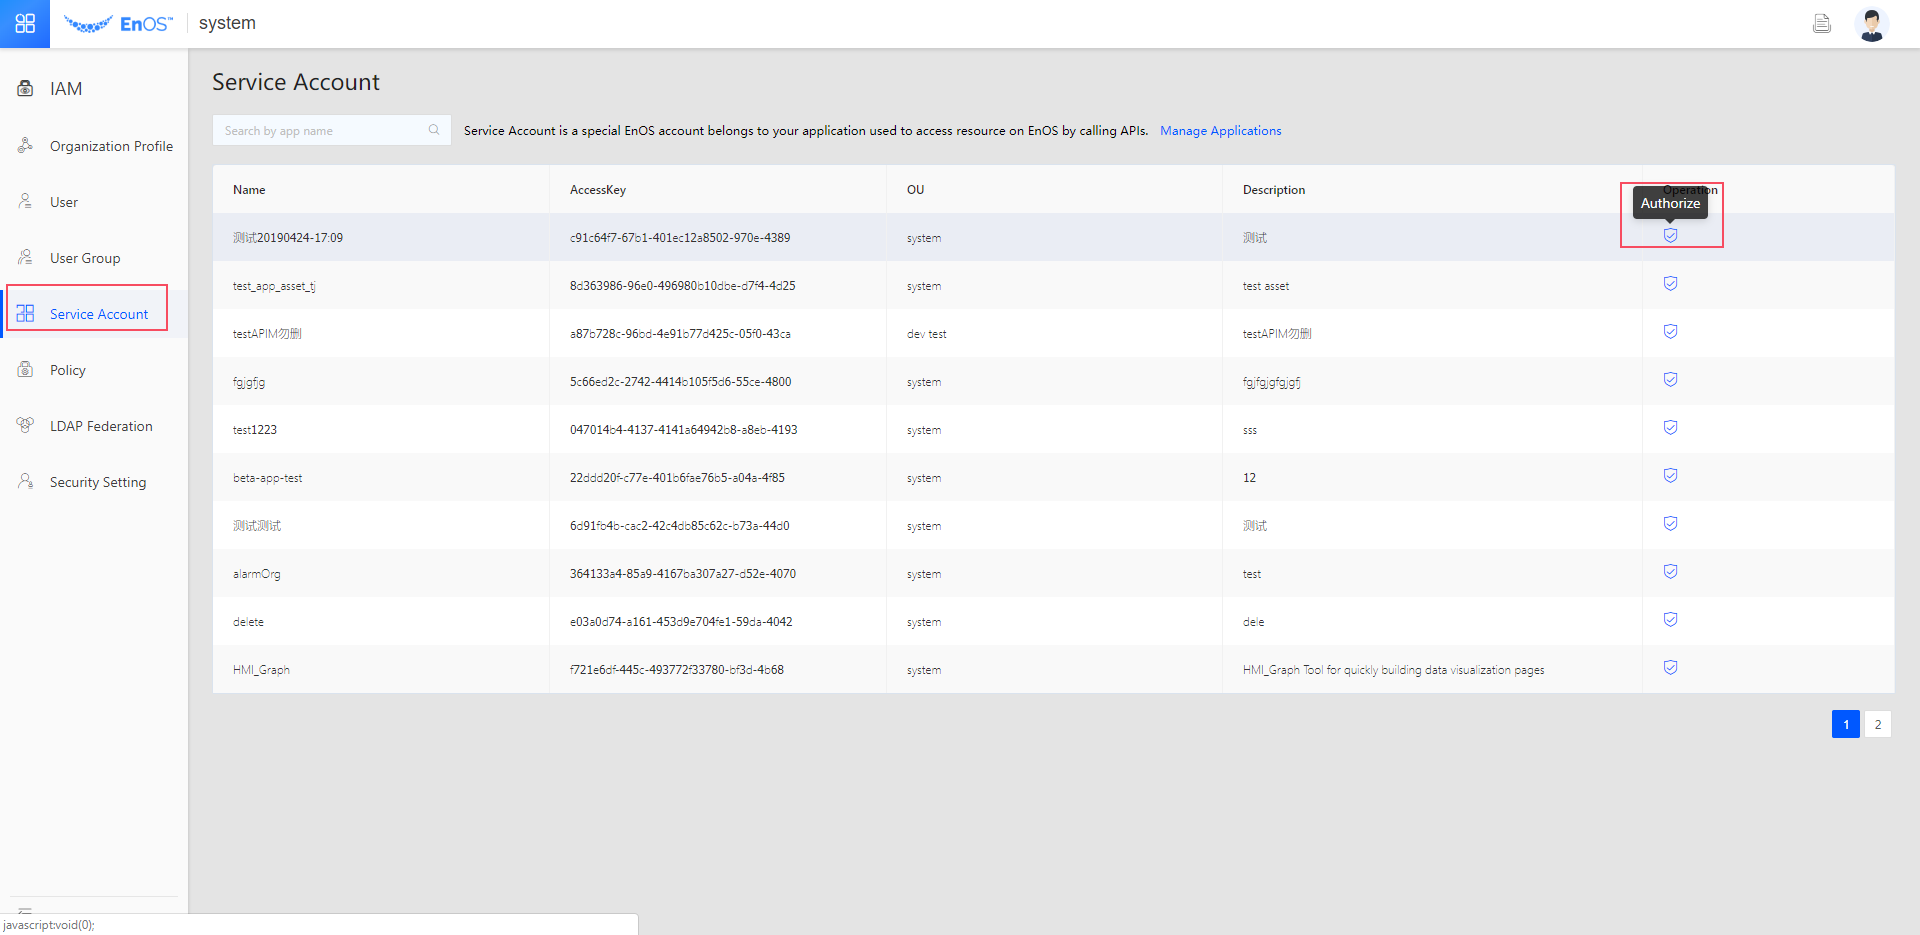 EnOS™ system
IAM
Organization Profile
User
User Group
Service Account
Policy
LDAP Federation
Security Setting
Service Account
Search by app name
Service Account is a special EnOS account belongs to your application used to access resource on EnOS by calling APIs. Manage Applications
Name AccessKey OU Description Operation
Authorize
测试20190424-17:09 c91c64f7-67b1-401ec12a8502-970e-4389 system 测试
test_app_asset_tj 8d363986-96e0-496980b10dbe-d7f4-4d25 system test asset
testAPIM勿删 a87b728c-96bd-4e91b77d425c-05f0-43ca dev test testAPIM勿删
fgjgfjg 5c66ed2c-2742-4414b105f5d6-55ce-4800 system fgjfgjgfgjgfj
test1223 047014b4-4137-4141a64942b8-a8eb-4193 system sss
beta-app-test 22ddd20f-c77e-401b6fae76b5-a04a-4f85 system 12
测试测试 6d91fb4b-cac2-42c4db85c62c-b73a-44d0 system 测试
alarmOrg 364133a4-85a9-4167ba307a27-d52e-4070 system test
delete e03a0d74-a161-453d9e704fe1-59da-4042 system dele
HMI_Graph f721e6df-445c-493772f33780-bf3d-4b68 system HMI_Graph Tool for quickly building data visualization pages
1 2
javascript:void(0);